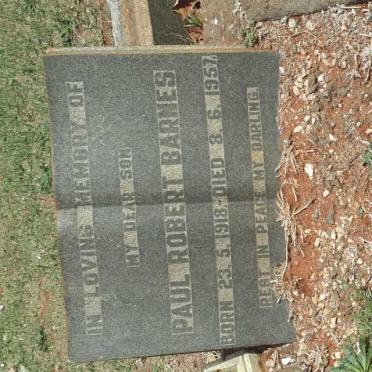 IN LOVING MEMORY OF
MY DEAR SON
PAUL ROBERT BARNES
BORN 23.5.1918-DIED 8.6.1957
REST IN PEACE MY DARLING.